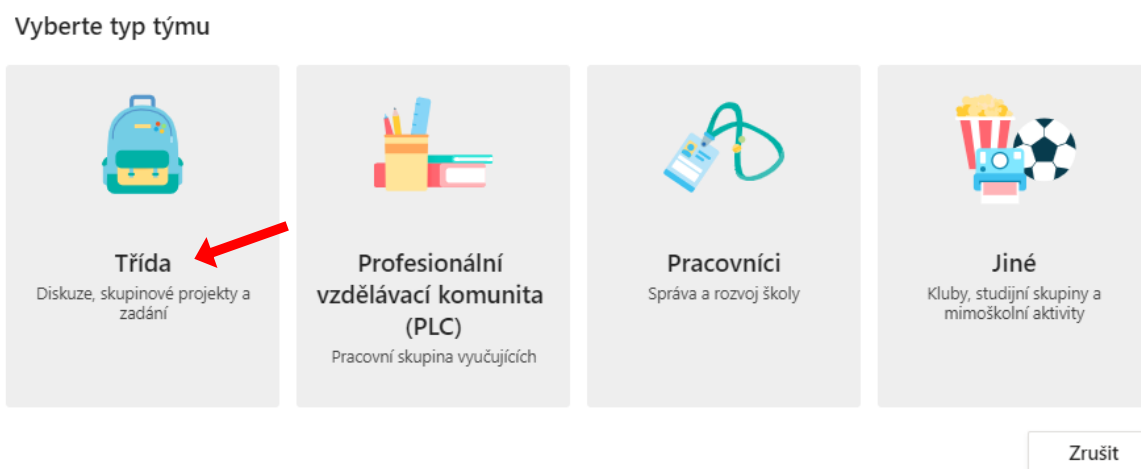 Vyberte typ týmu
Třída
Diskuze, skupinové projekty a
zadání
Profesionální
vzdělávací komunita
(PLC)
Pracovní skupina vyučujících
Pracovníci
Správa a rozvoj školy
Jiné
Kluby, studijní skupiny a
mimoškolní aktivity
Zrušit